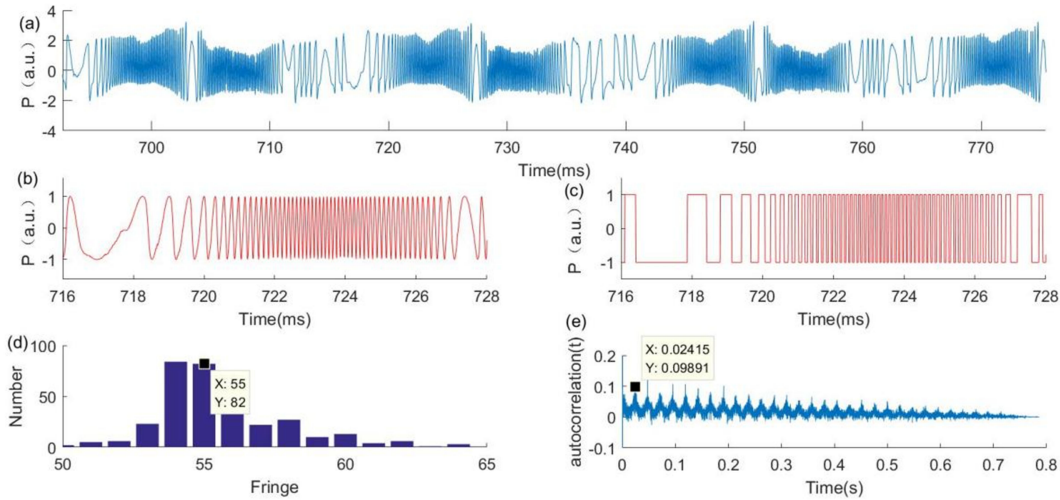 (a)
P（a.u.）
4
2
0
-2
-4
700 710 720 730 740 750 760 770
Time(ms)
(b)
P（a.u.）
1
0
-1
716 718 720 722 724 726 728
Time(ms)
(c)
P（a.u.）
1
0
-1
716 718 720 722 724 726 728
Time(ms)
(d)
Number
100
50
0
X: 55
Y: 82
50 55 60 65
Fringe
(e)
autocorrelation(t)
0.2
0.1
0
-0.1
X: 0.02415
Y: 0.09891
0 0.1 0.2 0.3 0.4 0.5 0.6 0.7 0.8
Time(s)